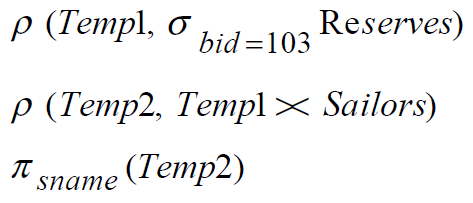 ρ (Temp1, σ bid=103 Reserves)
ρ (Temp2, Temp1 ⋈ Sailors)
π sname (Temp2)